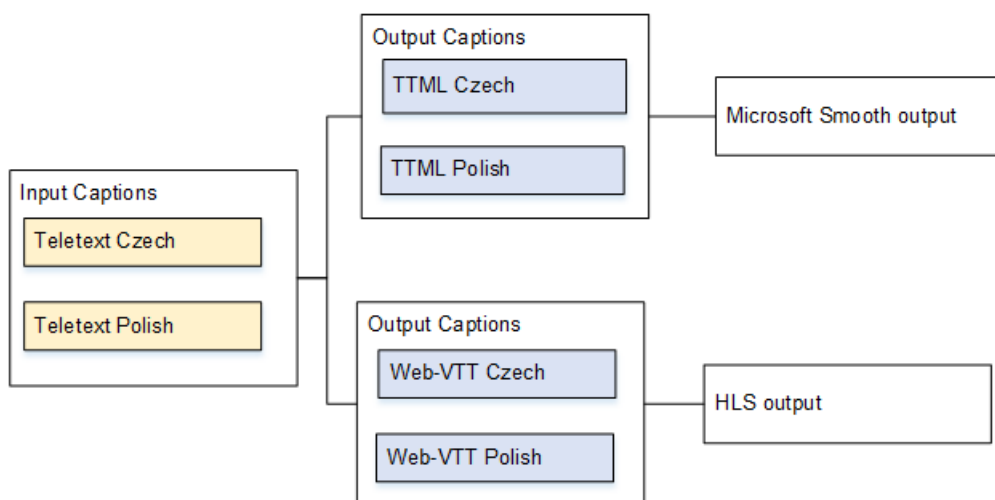 Output Captions
TTML Czech
TTML Polish
Microsoft Smooth output
Input Captions
Teletext Czech
Teletext Polish
Output Captions
Web-VTT Czech
Web-VTT Polish
HLS output